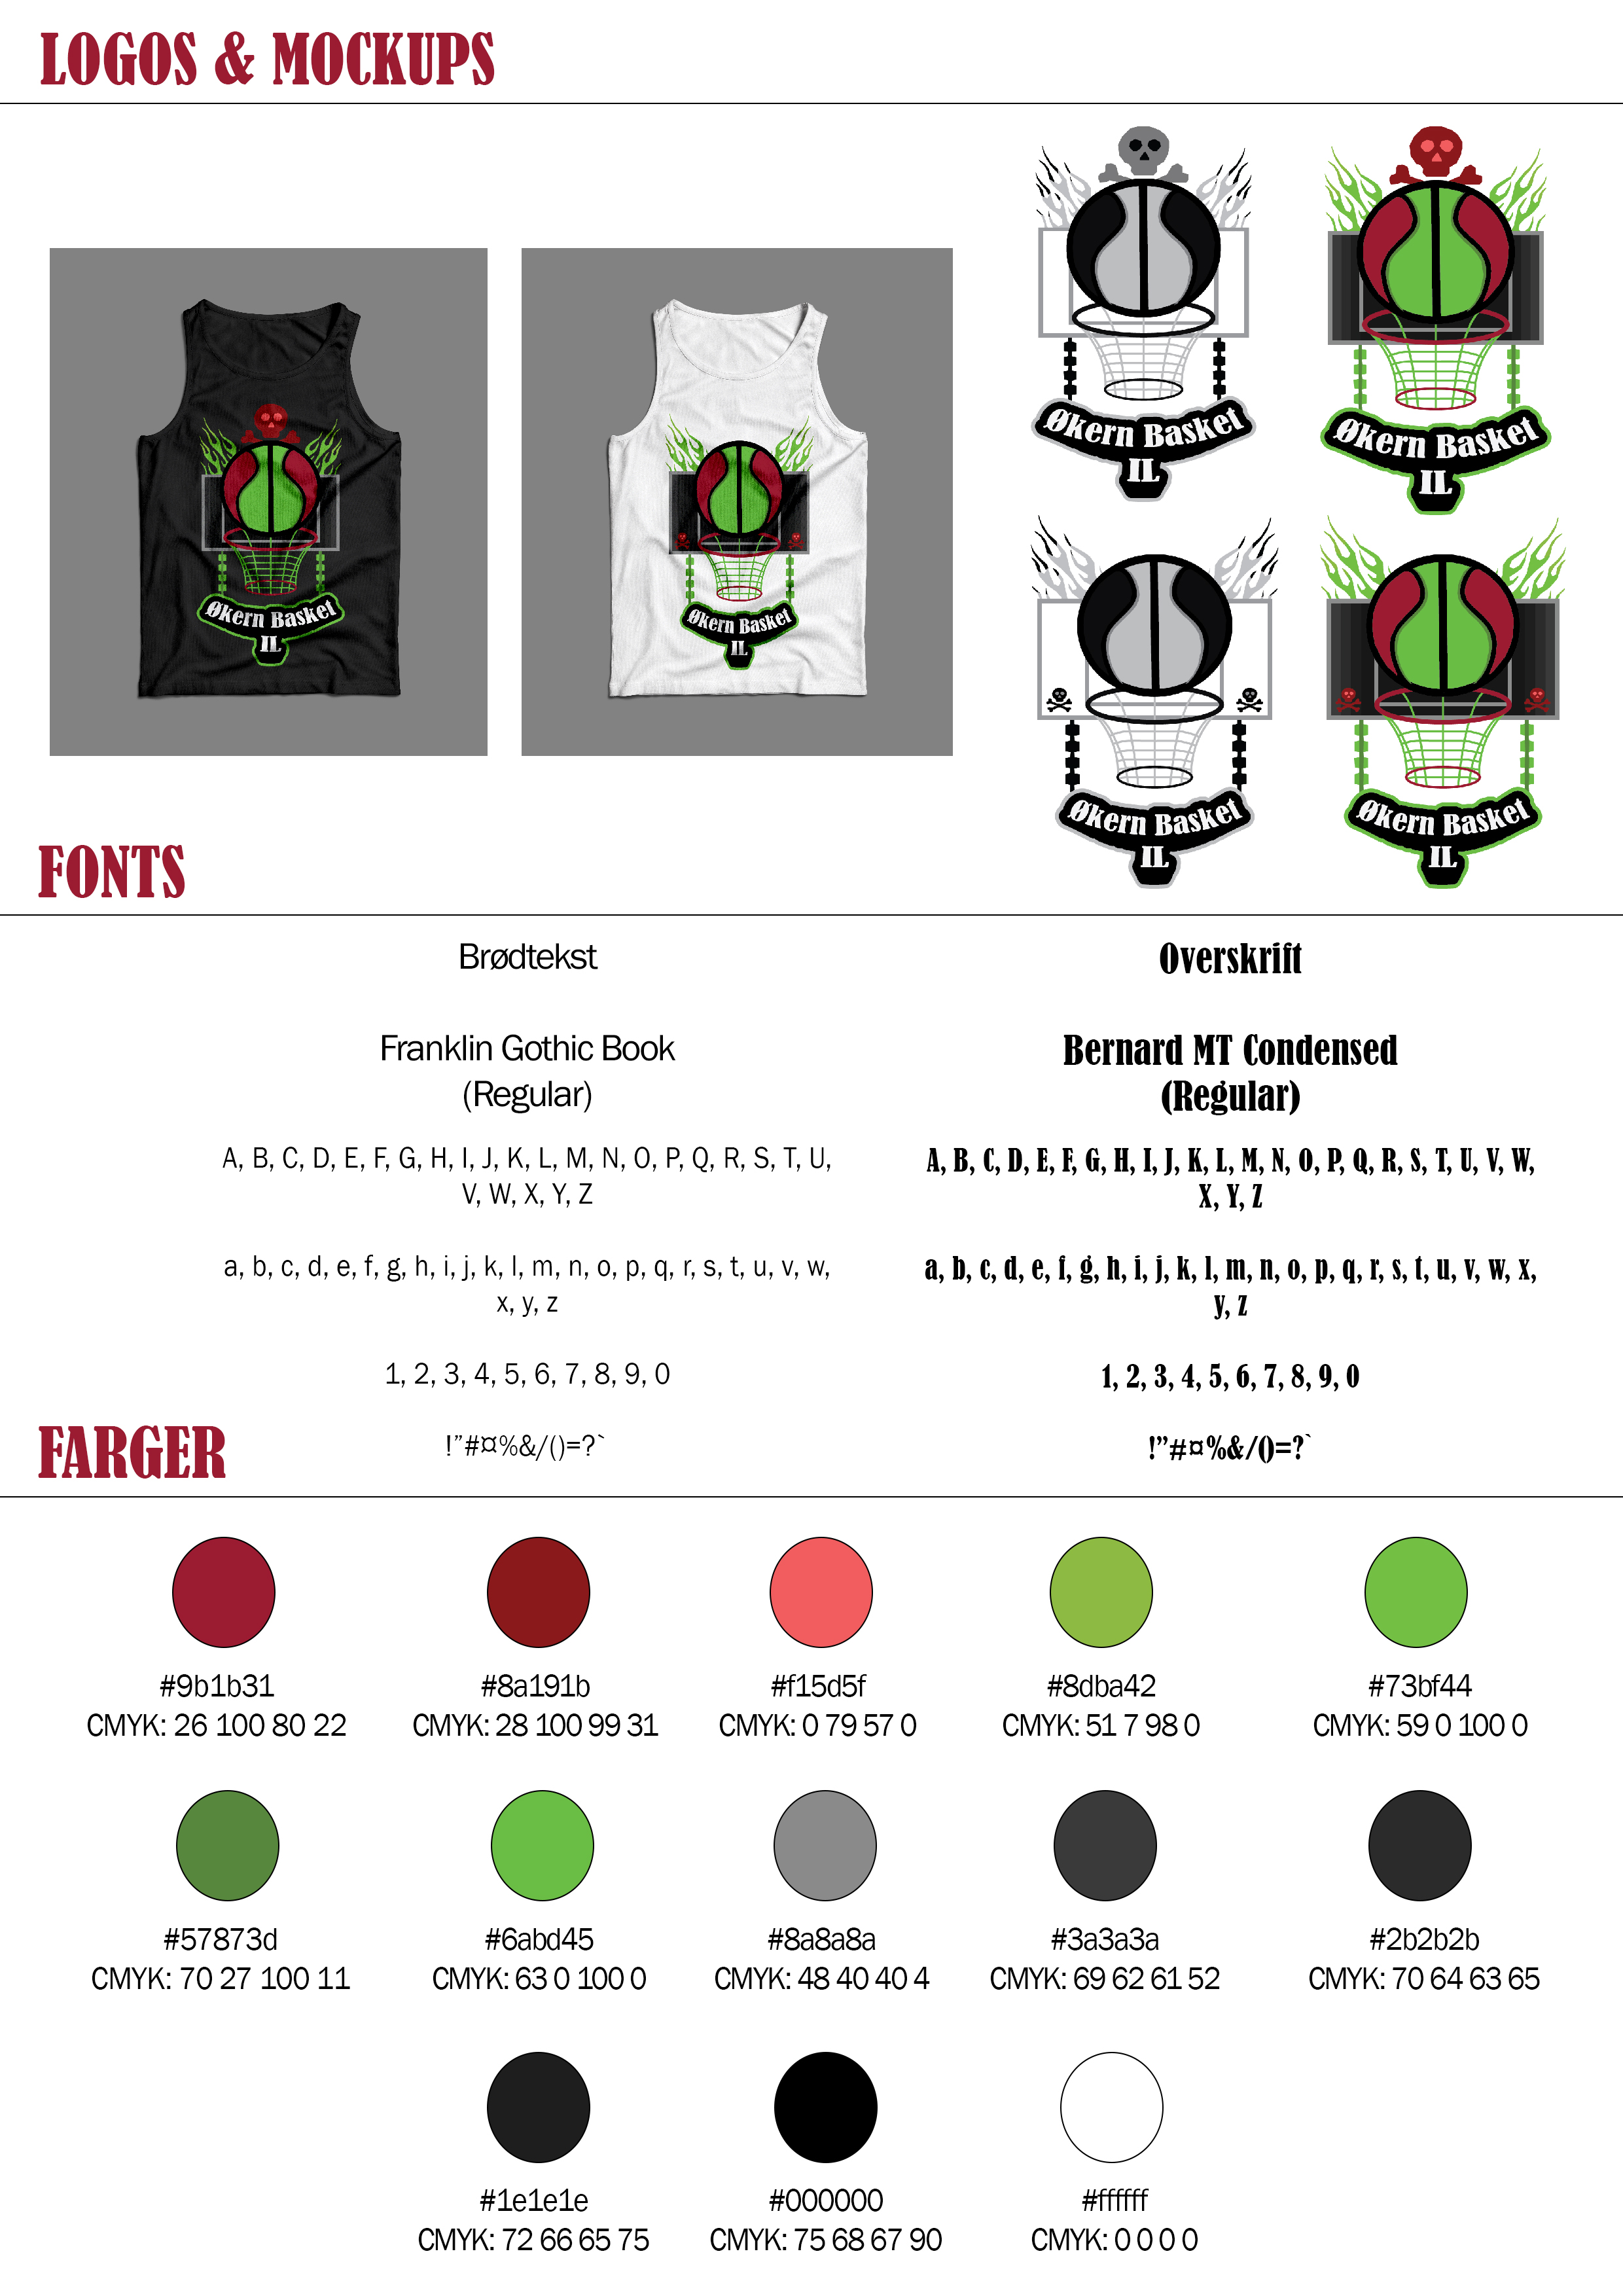 LOGOS & MOCKUPS
Økern Basket
IL
Økern Basket
IL
Økern Basket
IL
Økern Basket
IL
Økern Basket
IL
Økern Basket
IL
FONTS
Brødtekst
Franklin Gothic Book
(Regular)
A, B, C, D, E, F, G, H, I, J, K, L, M, N, O, P, Q, R, S, T, U,
V, W, X, Y, Z
a, b, c, d, e, f, g, h, i, j, k, l, m, n, o, p, q, r, s, t, u, v, w,
x, y, z
1, 2, 3, 4, 5, 6, 7, 8, 9, 0
!”#¤%&/()=?`
Overskrift
Bernard MT Condensed
(Regular)
A, B, C, D, E, F, G, H, I, J, K, L, M, N, O, P, Q, R, S, T, U, V, W,
X, Y, Z
a, b, c, d, e, f, g, h, i, j, k, l, m, n, o, p, q, r, s, t, u, v, w, x,
y, z
1, 2, 3, 4, 5, 6, 7, 8, 9, 0
!”#¤%&/()=?`
FARGER
#9b1b31
CMYK: 26 100 80 22
#8a191b
CMYK: 28 100 99 31
#f15d5f
CMYK: 0 79 57 0
#8dba42
CMYK: 51 7 98 0
#73bf44
CMYK: 59 0 100 0
#57873d
CMYK: 70 27 100 11
#6abd45
CMYK: 63 0 100 0
#8a8a8a
CMYK: 48 40 40 4
#3a3a3a
CMYK: 69 62 61 52
#2b2b2b
CMYK: 70 64 63 65
#1e1e1e
CMYK: 72 66 65 75
#000000
CMYK: 75 68 67 90
#ffffff
CMYK: 0 0 0 0